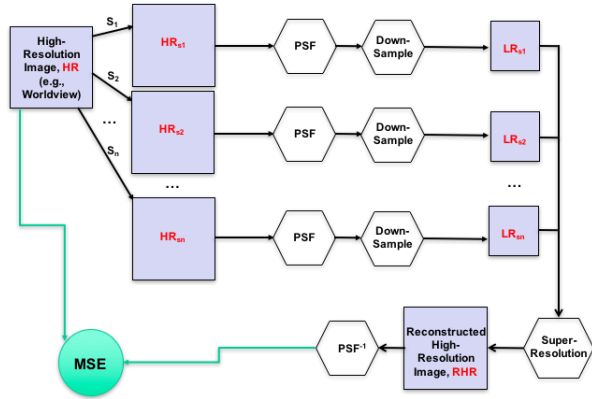 High-
Resolution
Image, HR
(e.g.,
Worldview)
S1
S2
...
Sn
HRs1
PSF
Down-
Sample
LRs1
HRs2
PSF
Down-
Sample
LRs2
...
...
HRsn
PSF
Down-
Sample
LRsn
Super-
Resolution
Reconstructed
High-
Resolution
Image, RHR
PSF-1
MSE